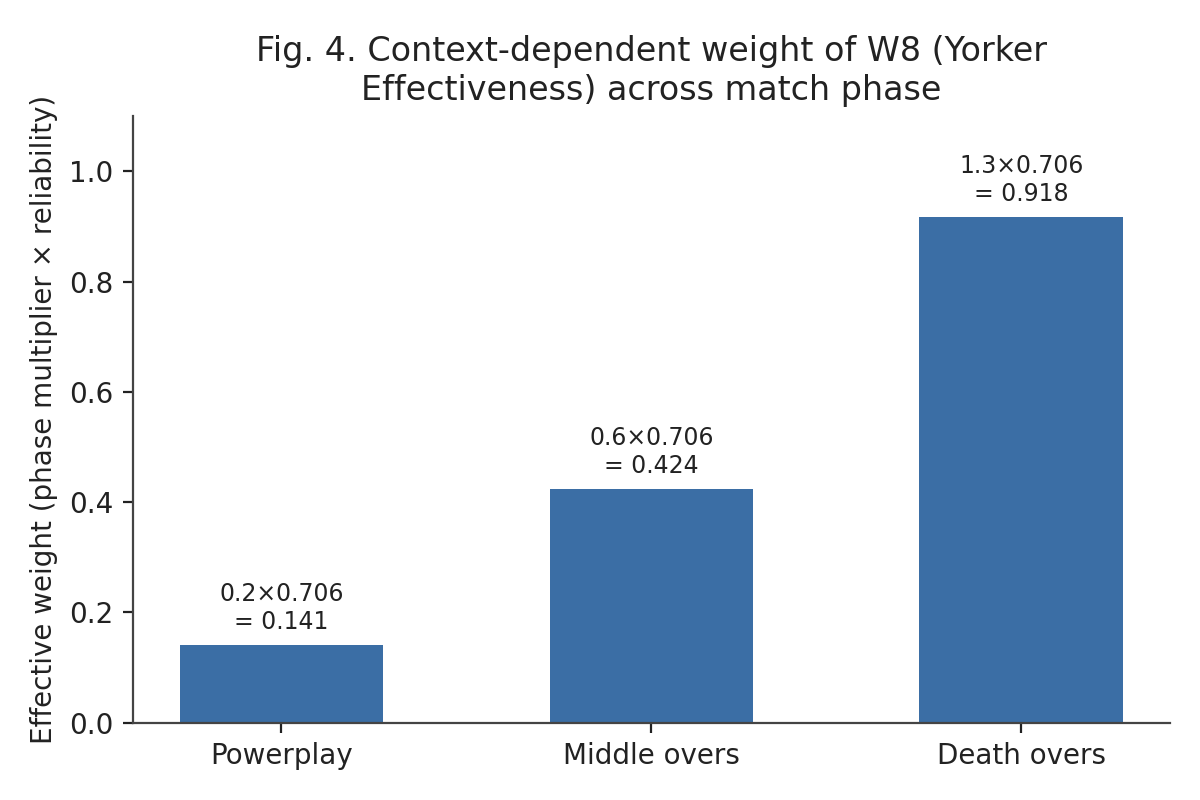 Fig. 4. Context-dependent weight of W8 (Yorker
Effectiveness) across match phase
Effective weight (phase multiplier × reliability)
1.0
0.8
0.6
0.4
0.2
0.0
0.2×0.706
= 0.141
0.6×0.706
= 0.424
1.3×0.706
= 0.918
Powerplay
Middle overs
Death overs